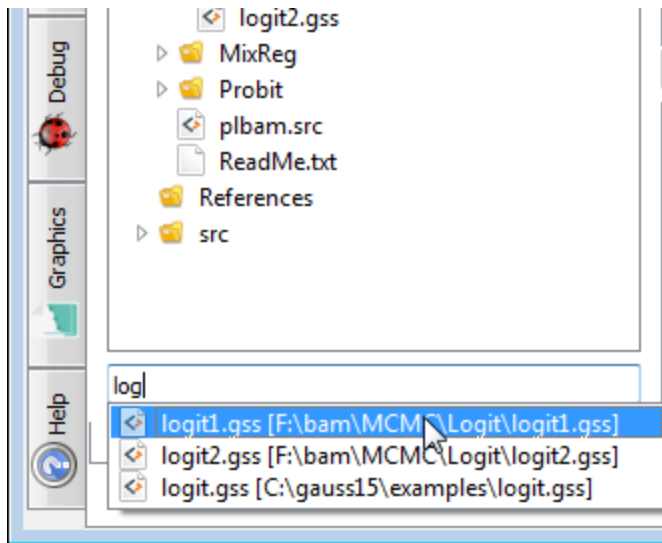 logit2.gss
MixReg
Probit
plbam.src
ReadMe.txt
References
src
Debug
Graphics
Help
log
logit1.gss [F:\bam\MCMC\Logit\logit1.gss]
logit2.gss [F:\bam\MCMC\Logit\logit2.gss]
logit.gss [C:\gauss15\examples\logit.gss]